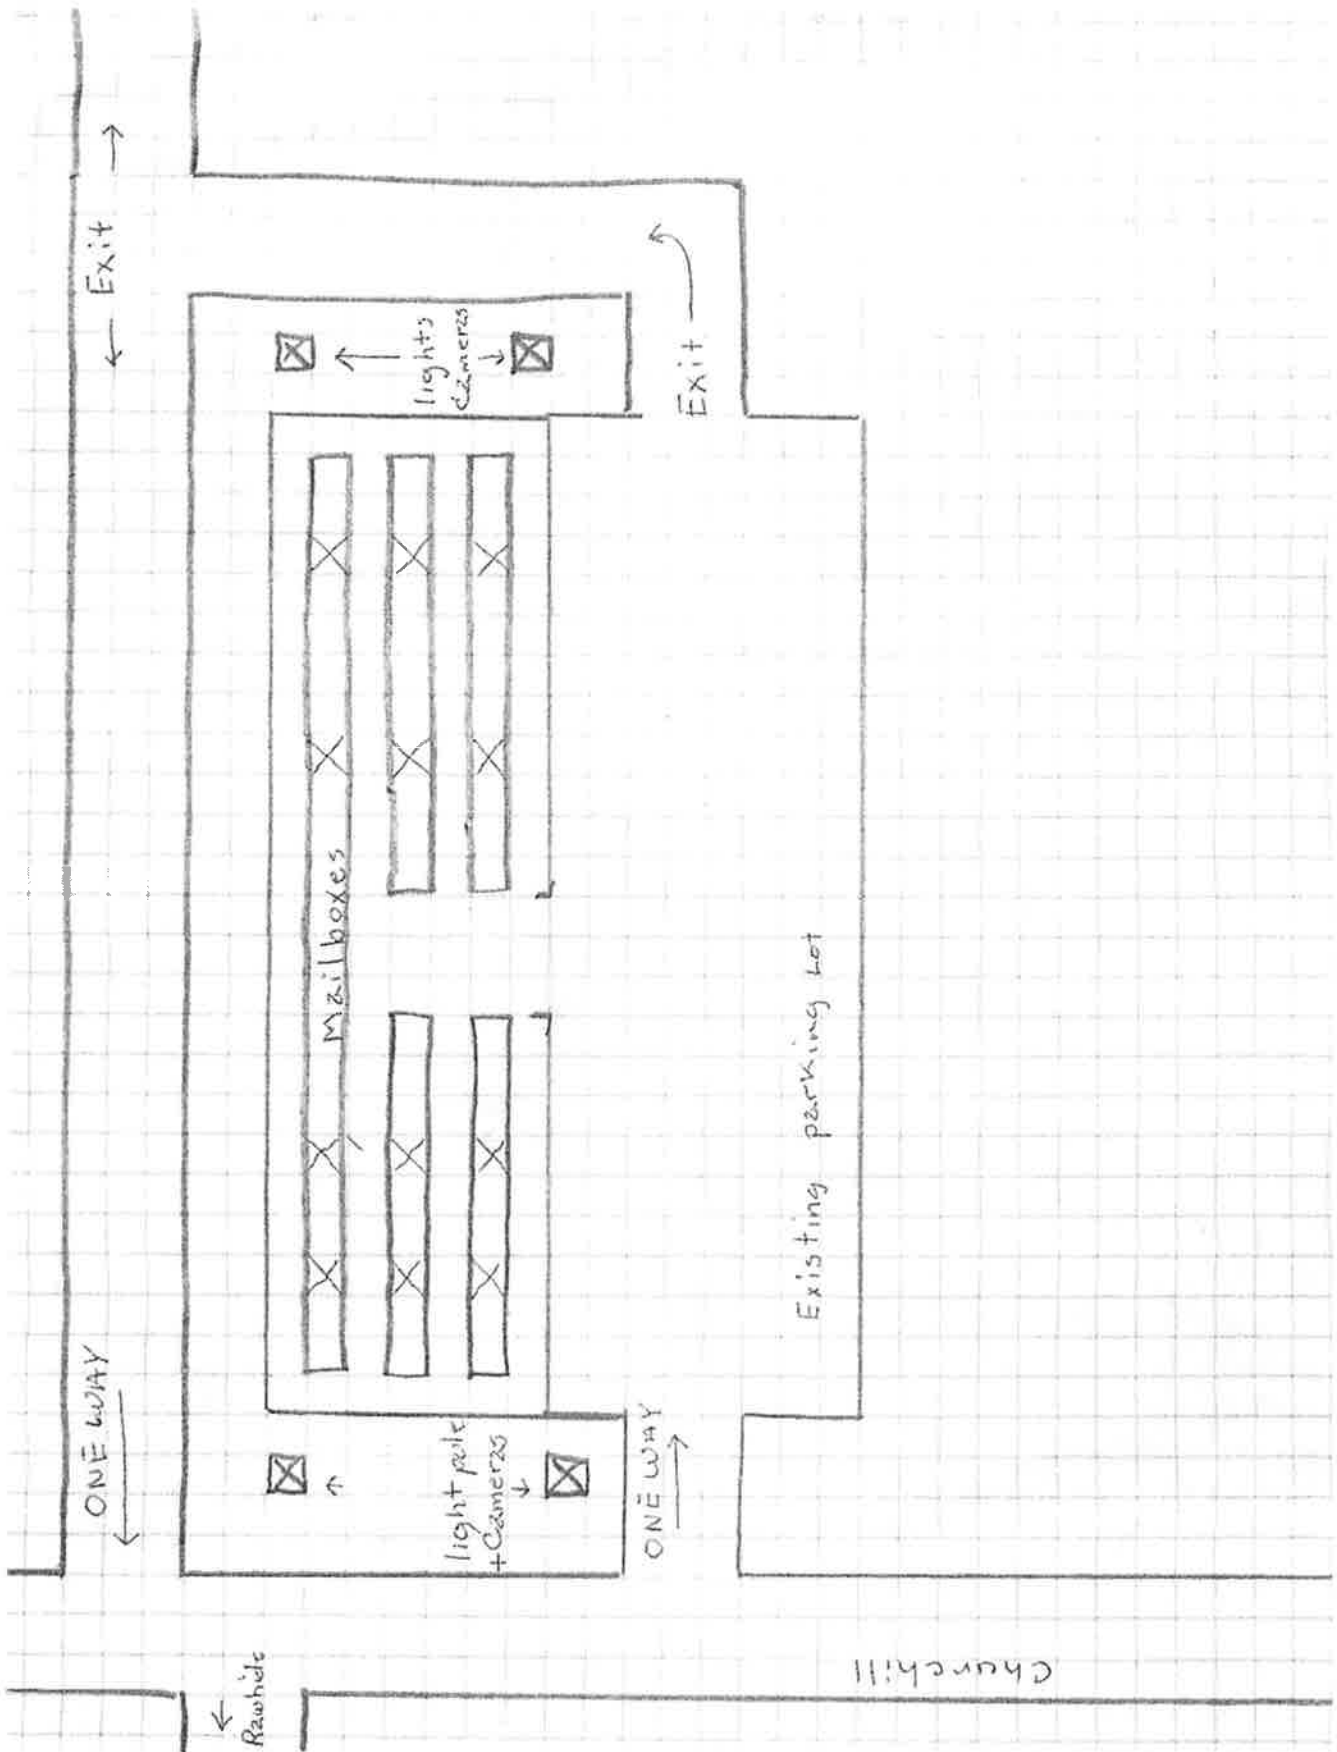 Exit
lights
cameras
Exit
Mailboxes
Existing parking Lot
ONE WAY
light pole
+Cameras
ONE WAY
Rawhide
Churchill